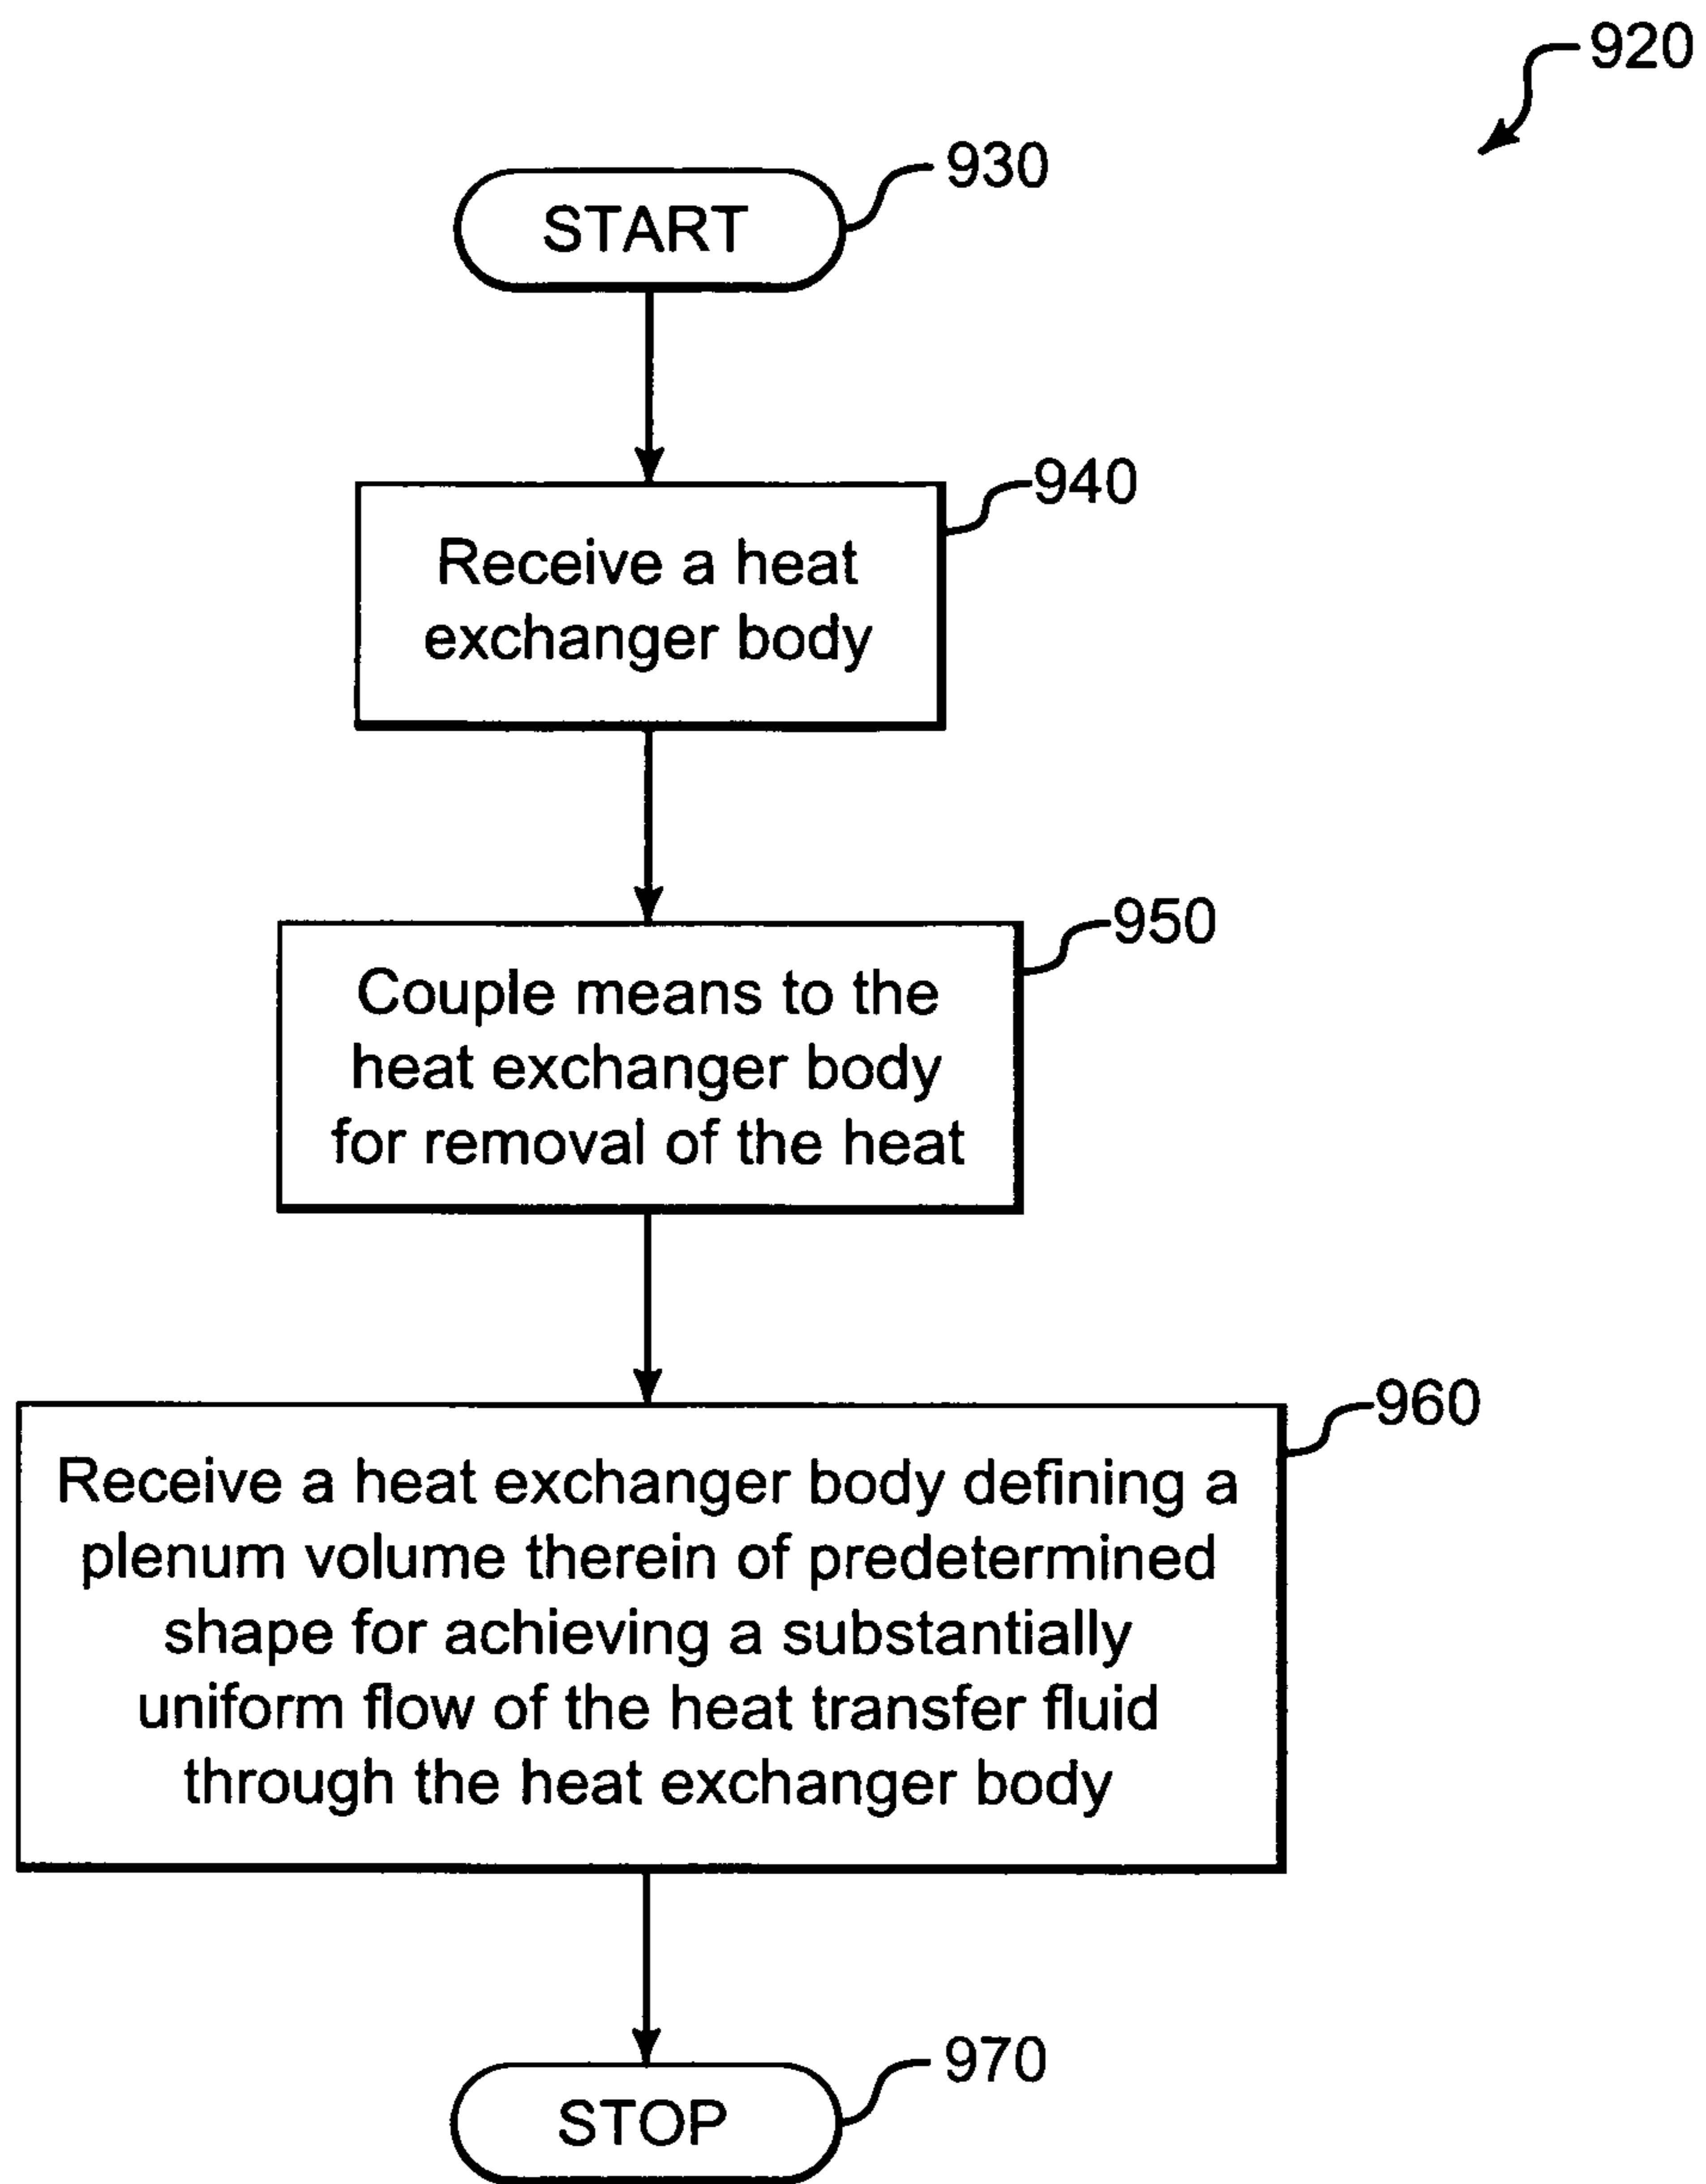 920
930
START
940
Receive a heat
exchanger body
950
Couple means to the
heat exchanger body
for removal of the heat
960
Receive a heat exchanger body defining a
plenum volume therein of predetermined
shape for achieving a substantially
uniform flow of the heat transfer fluid
through the heat exchanger body
970
STOP